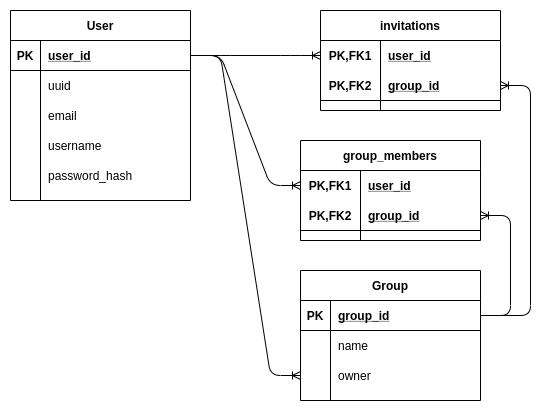 User
PK user_id
uuid
email
username
password_hash
invitations
PK,FK1 user_id
PK,FK2 group_id
group_members
PK,FK1 user_id
PK,FK2 group_id
Group
PK group_id
name
owner